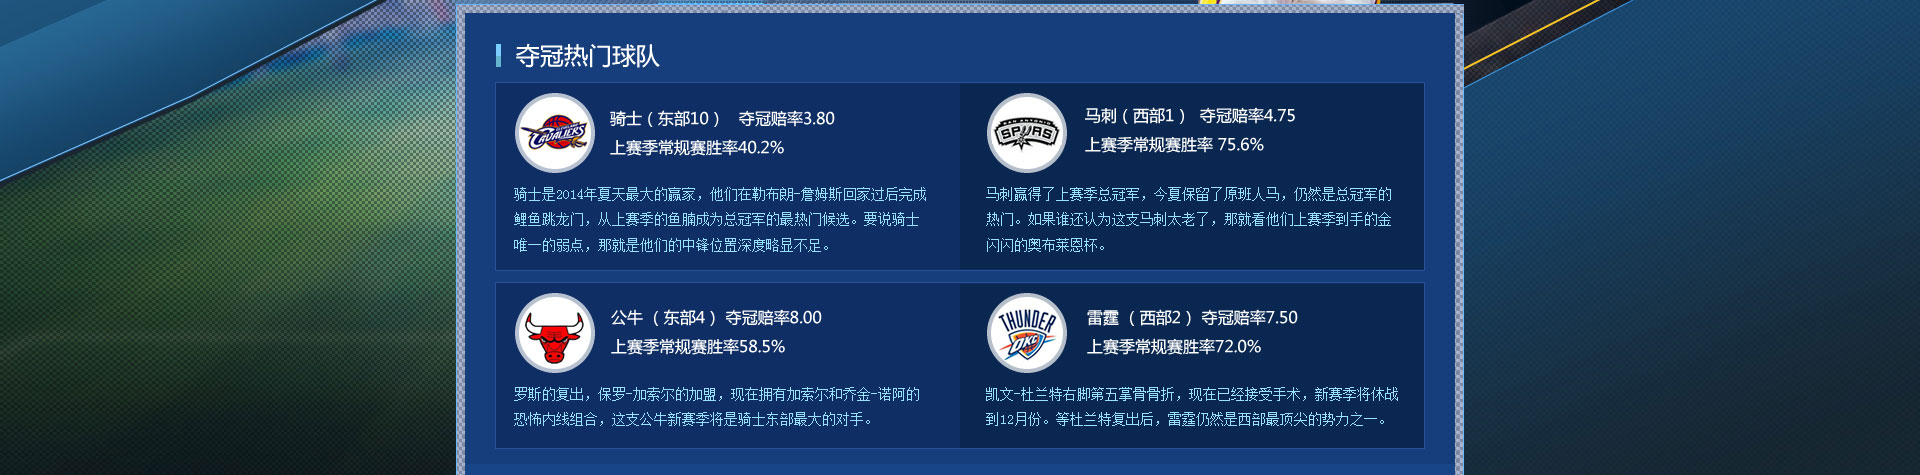 夺冠热门球队
CAVALIERS
骑士（东部10） 夺冠赔率3.80
上赛季常规赛胜率40.2%
骑士是2014年夏天最大的赢家，他们在勒布朗-詹姆斯回家过后完成
鲤鱼跳龙门，从上赛季的鱼腩成为总冠军的最热门候选。要说骑士
唯一的弱点，那就是他们的中锋位置深度略显不足。
SAN ANTONIO
SPURS
马刺（西部1） 夺冠赔率4.75
上赛季常规赛胜率 75.6%
马刺赢得了上赛季总冠军，今夏保留了原班人马，仍然是总冠军的
热门。如果谁还认为这支马刺太老了，那就看他们上赛季到手的金
闪闪的奥布莱恩杯。
公牛 （东部4） 夺冠赔率8.00
上赛季常规赛胜率58.5%
罗斯的复出，保罗-加索尔的加盟，现在拥有加索尔和乔金-诺阿的
恐怖内线组合，这支公牛新赛季将是骑士东部最大的对手。
THUNDER
OKC
雷霆 （西部2） 夺冠赔率7.50
上赛季常规赛胜率72.0%
凯文-杜兰特右脚第五掌骨骨折，现在已经接受手术，新赛季将休战
到12月份。等杜兰特复出后，雷霆仍然是西部最顶尖的势力之一。